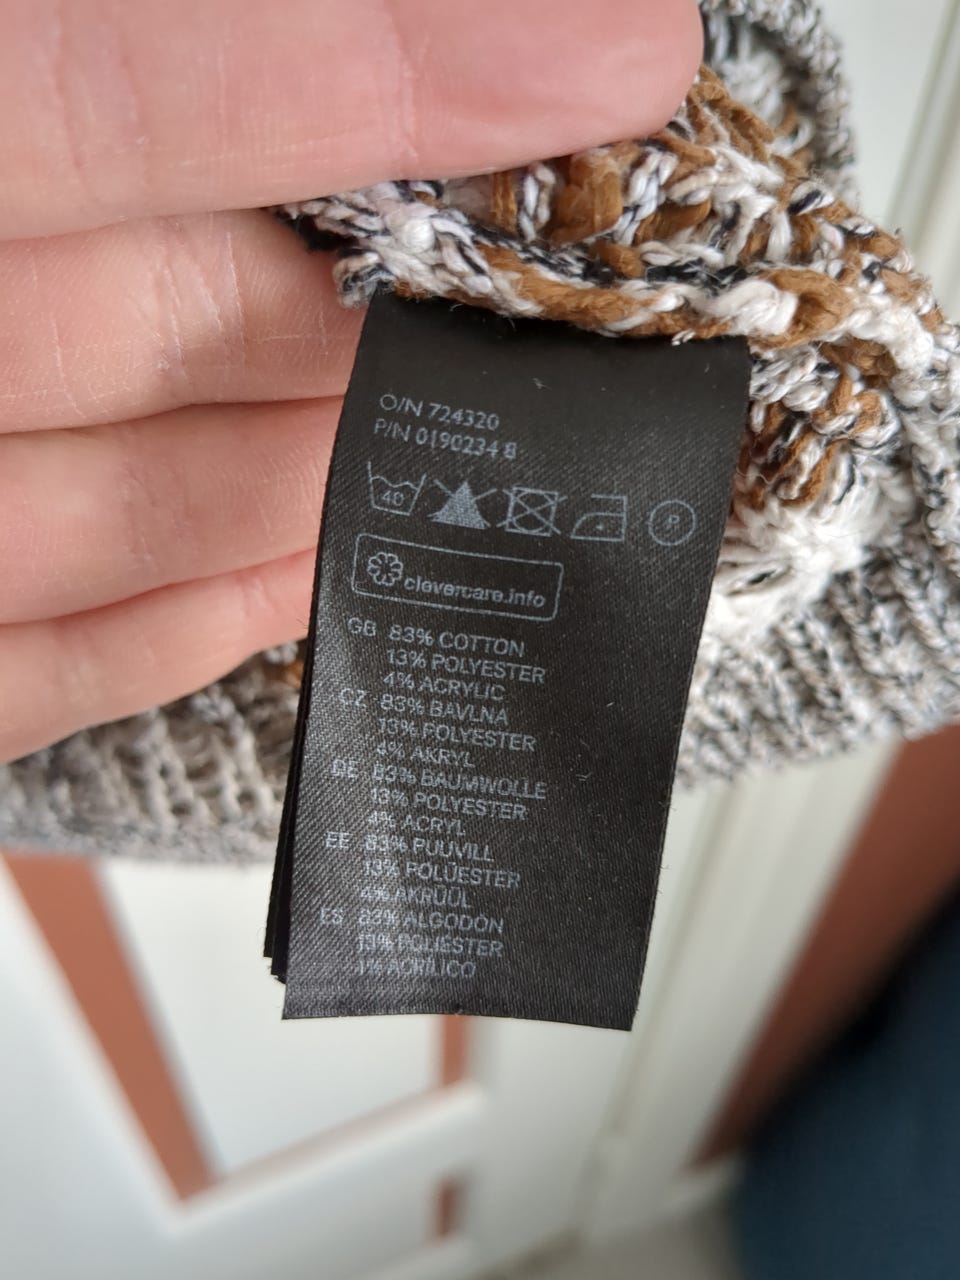 O/N 724320
P/N 0190234 8
40 P
clevercare.info
GB 83% COTTON
13% POLYESTER
4% ACRYLIC
CZ 83% BAVLNA
13% POLYESTER
4% AKRYL
DE 83% BAUMWOLLE
13% POLYESTER
4% ACRYL
EE 83% PUUVILL
13% POLÜESTER
4% AKRÜÜL
ES 83% ALGODÓN
13% POLIÉSTER
4% ACRÍLICO